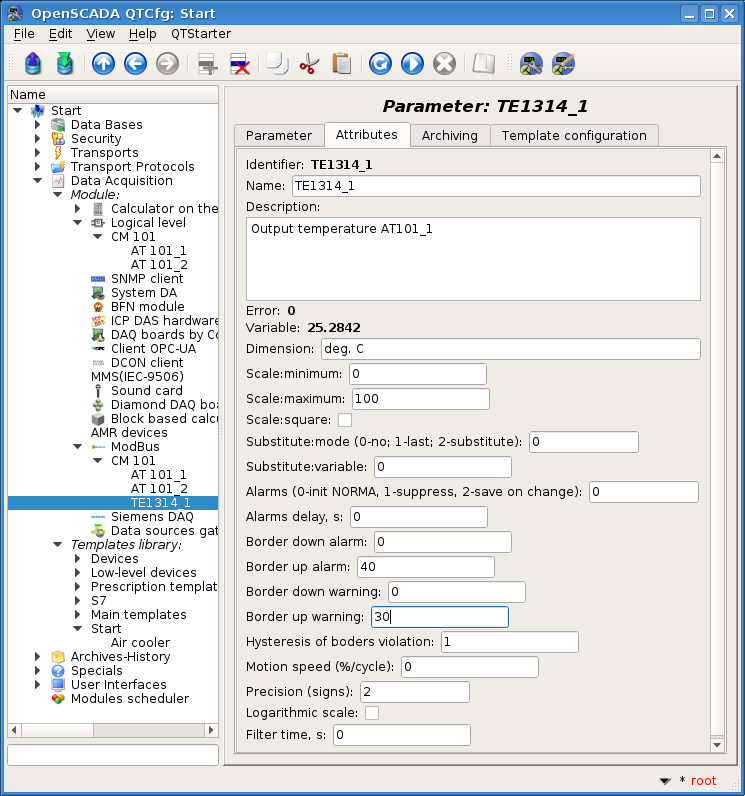 OpenSCADA QTCfg: Start
File Edit View Help QTStarter
Name
Start
Data Bases
Security
Transports
Transport Protocols
Data Acquisition
Module:
Calculator on the
Logical level
CM 101
AT 101_1
AT 101_2
SNMP client
System DA
BFN module
ICP DAS hardware
DAQ boards by Co
Client OPC-UA
DCON client
MMS(IEC-9506)
Sound card
Diamond DAQ boa
Block based calcu
AMR devices
ModBus
CM 101
AT 101_1
AT 101_2
TE1314_1
Siemens DAQ
Data sources gat
Templates library:
Devices
Low-level devices
Prescription templat
S7
Main templates
Start
Air cooler
Archives-History
Specials
User Interfaces
Modules scheduler
Parameter: TE1314_1
Parameter Attributes Archiving Template configuration
Identifier: TE1314_1
Name: TE1314_1
Description:
Output temperature AT101_1
Error: 0
Variable: 25.2842
Dimension: deg. C
Scale:minimum: 0
Scale:maximum: 100
Scale:square:
Substitute:mode (0-no; 1-last; 2-substitute): 0
Substitute:variable: 0
Alarms (0-init NORMA, 1-suppress, 2-save on change): 0
Alarms delay, s: 0
Border down alarm: 0
Border up alarm: 40
Border down warning: 0
Border up warning: 30
Hysteresis of boders violation: 1
Motion speed (%/cycle): 0
Precision (signs): 2
Logarithmic scale:
Filter time, s: 0
* root